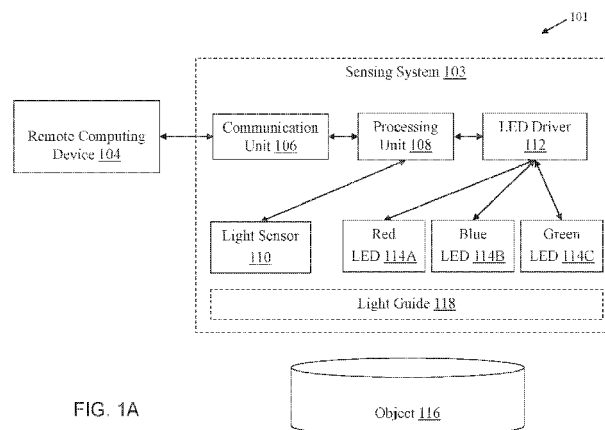 101
Sensing System 103
Remote Computing
Device 104
Communication
Unit 106
Processing
Unit 108
LED Driver
112
Light Sensor
110
Red
LED 114A
Blue
LED 114B
Green
LED 114C
Light Guide 118
FIG. 1A
Object 116